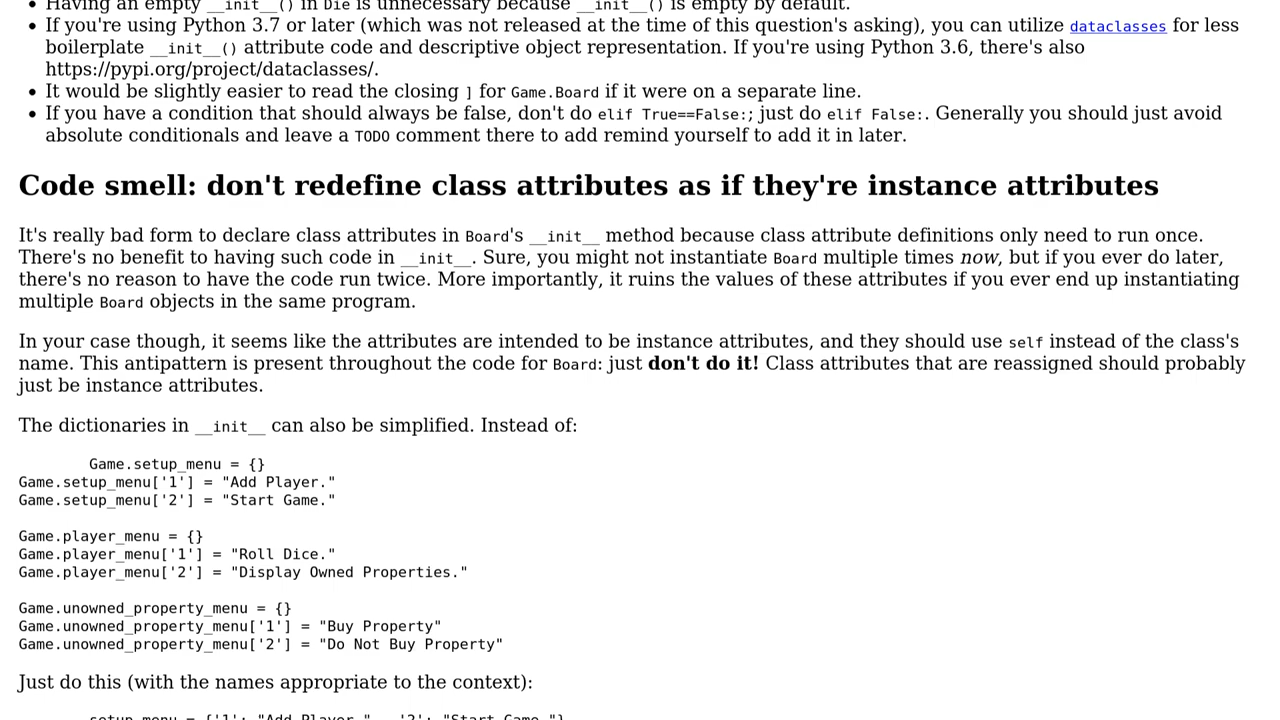 • Having an empty __init__() in Die is unnecessary because __init__() is empty by default.
• If you're using Python 3.7 or later (which was not released at the time of this question's asking), you can utilize dataclasses for less
boilerplate __init__() attribute code and descriptive object representation. If you're using Python 3.6, there's also
https://pypi.org/project/dataclasses/.
• It would be slightly easier to read the closing ] for Game.Board if it were on a separate line.
• If you have a condition that should always be false, don't do elif True==False:; just do elif False:. Generally you should just avoid
absolute conditionals and leave a TODO comment there to add remind yourself to add it in later.
Code smell: don't redefine class attributes as if they're instance attributes
It's really bad form to declare class attributes in Board's __init__ method because class attribute definitions only need to run once.
There's no benefit to having such code in __init__. Sure, you might not instantiate Board multiple times now, but if you ever do later,
there's no reason to have the code run twice. More importantly, it ruins the values of these attributes if you ever end up instantiating
multiple Board objects in the same program.
In your case though, it seems like the attributes are intended to be instance attributes, and they should use self instead of the class's
name. This antipattern is present throughout the code for Board: just don't do it! Class attributes that are reassigned should probably
just be instance attributes.
The dictionaries in __init__ can also be simplified. Instead of:
Game.setup_menu = {}
Game.setup_menu['1'] = "Add Player."
Game.setup_menu['2'] = "Start Game."
Game.player_menu = {}
Game.player_menu['1'] = "Roll Dice."
Game.player_menu['2'] = "Display Owned Properties."
Game.unowned_property_menu = {}
Game.unowned_property_menu['1'] = "Buy Property"
Game.unowned_property_menu['2'] = "Do Not Buy Property"
Just do this (with the names appropriate to the context):
setup_menu = {'1': "Add Player.", '2': "Start Game."}